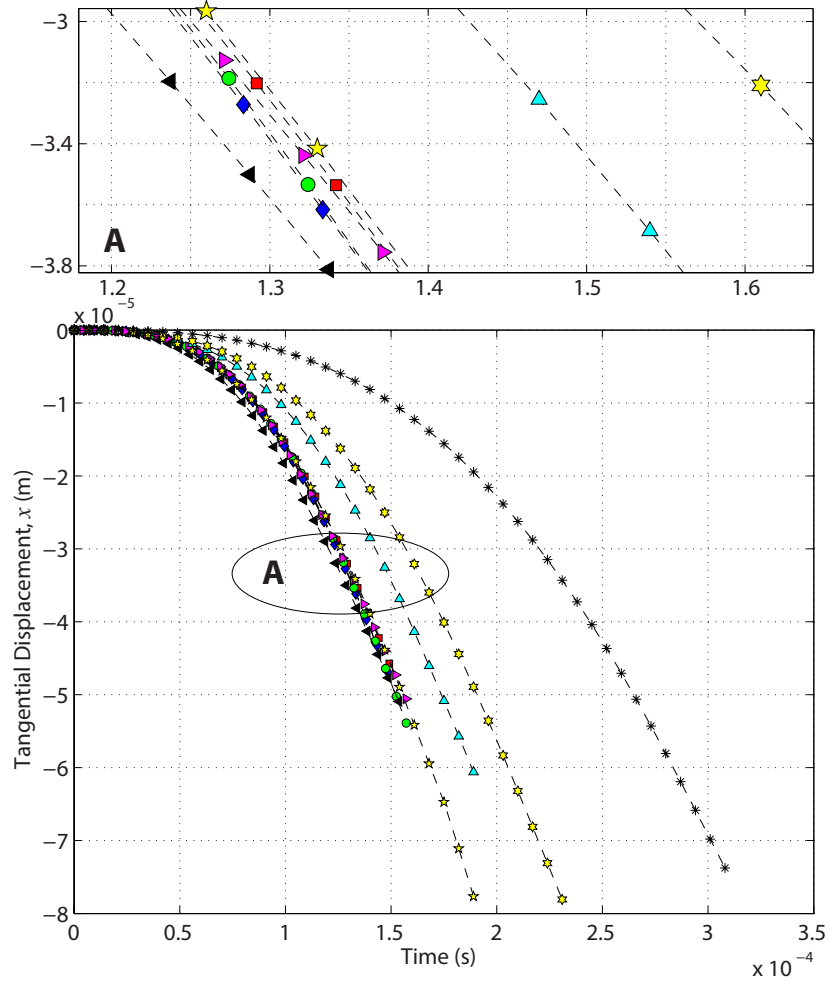 −3
−3.4
−3.8
A
1.2 1.3 1.4 1.5 1.6
x 10 −5
0
−1
−2
−3
−4
−5
−6
−7
−8
A
Tangential Displacement, x (m)
0 0.5 1 1.5 2 2.5 3 3.5
Time (s)
x 10 −4